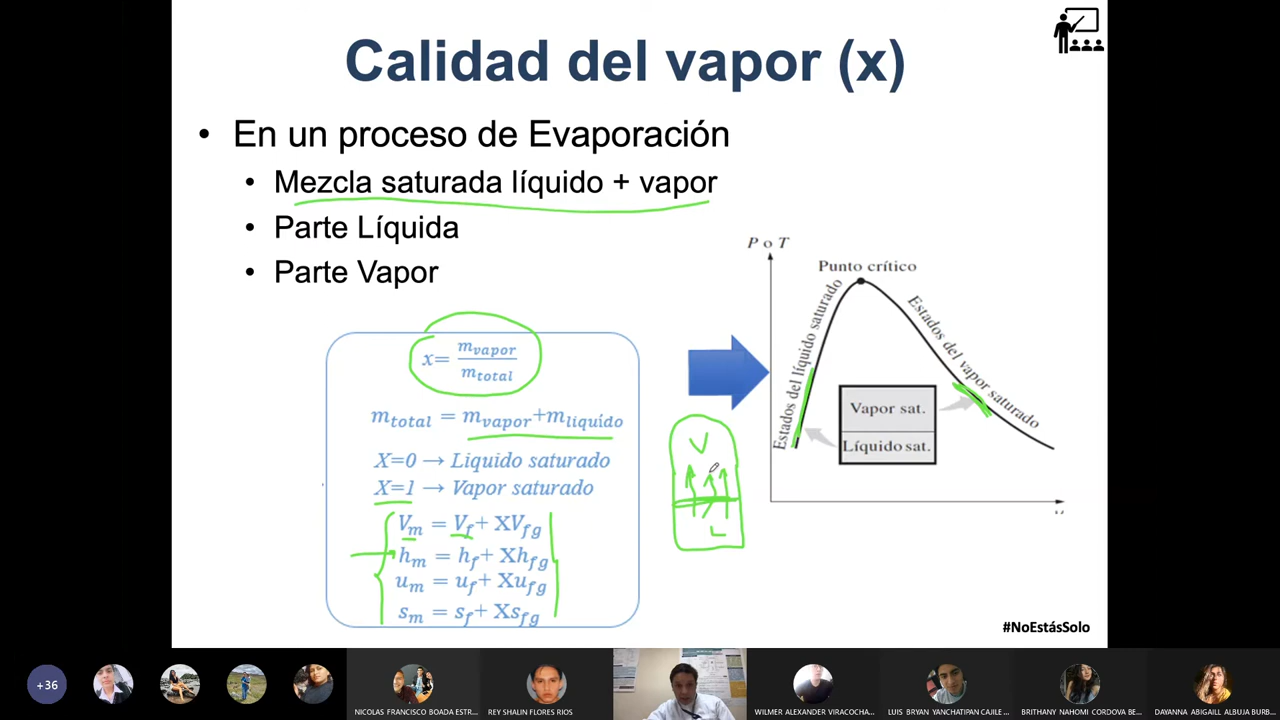 Calidad del vapor (x)
• En un proceso de Evaporación
• Mezcla saturada líquido + vapor
• Parte Líquida
• Parte Vapor
x= m_vapor / m_total
m_total = m_vapor+m_liquído
X=0 → Liquido saturado
X=1 → Vapor saturado
V_m = V_f+ XV_fg
h_m = h_f+ Xh_fg
u_m = u_f+ Xu_fg
s_m = s_f+ Xs_fg
V
L
P o T
Punto crítico
Estados del líquido saturado
Estados del vapor saturado
Vapor sat.
Líquido sat.
#NoEstásSolo
+36
NICOLAS FRANCISCO BOADA ESTR...
REY SHALIN FLORES RIOS
WILMER ALEXANDER VIRACOCHA...
LUIS BRYAN YANCHATIPAN CAJILE...
BRITHANY NAHOMI CORDOVA BE...
DAYANNA ABIGAILL ALBUJA BURB...